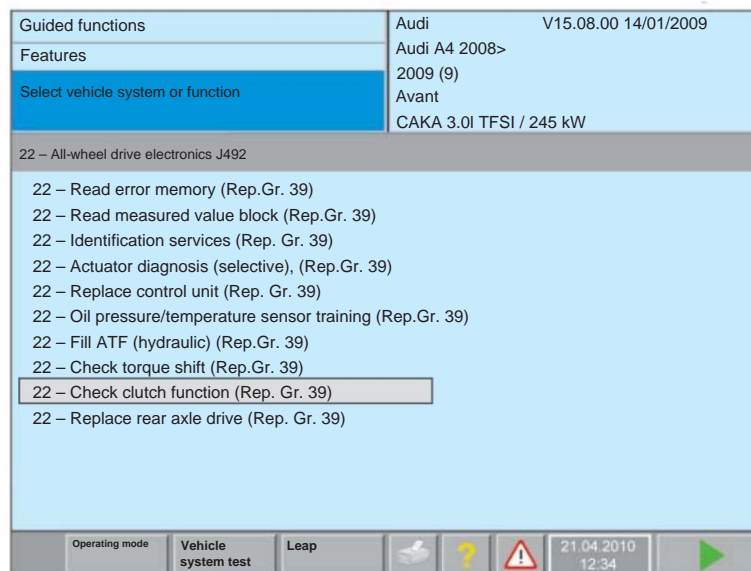 Guided functions
Features
Select vehicle system or function
Audi V15.08.00 14/01/2009
Audi A4 2008>
2009 (9)
Avant
CAKA 3.0l TFSI / 245 kW
22 – All-wheel drive electronics J492
22 – Read error memory (Rep.Gr. 39)
22 – Read measured value block (Rep.Gr. 39)
22 – Identification services (Rep. Gr. 39)
22 – Actuator diagnosis (selective), (Rep.Gr. 39)
22 – Replace control unit (Rep. Gr. 39)
22 – Oil pressure/temperature sensor training (Rep.Gr. 39)
22 – Fill ATF (hydraulic) (Rep.Gr. 39)
22 – Check torque shift (Rep.Gr. 39)
22 – Check clutch function (Rep. Gr. 39)
22 – Replace rear axle drive (Rep. Gr. 39)
Operating mode
Vehicle
system test
Leap
?
!
21.04.2010
12:34